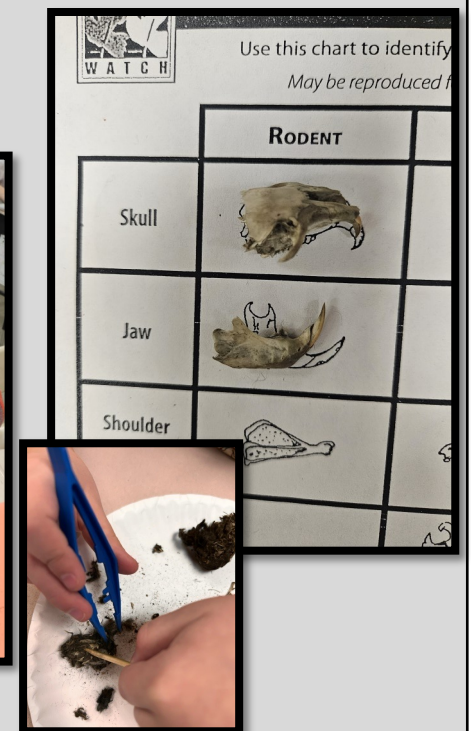 WATCH
Use this chart to identify
May be reproduced f
RODENT
Skull
Jaw
Shoulder